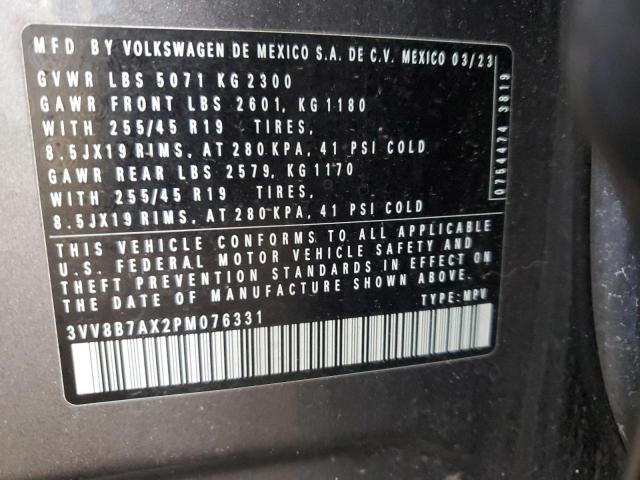 MFD BY VOLKSWAGEN DE MEXICO S.A. DE C.V. MEXICO 03/23
GVWR LBS 5071 KG 2300
GAWR FRONT LBS 2601, KG 1180
WITH 255/45 R19 TIRES,
8.5JX19 RIMS, AT 280 KPA, 41 PSI COLD
GAWR REAR LBS 2579, KG 1170
WITH 255/45 R19 TIRES,
8.5JX19 RIMS, AT 280 KPA, 41 PSI COLD
THIS VEHICLE CONFORMS TO ALL APPLICABLE
U.S. FEDERAL MOTOR VEHICLE SAFETY AND
THEFT PREVENTION STANDARDS IN EFFECT ON
THE DATE OF MANUFACTURE SHOWN ABOVE.
3VV8B7AX2PM076331 TYPE: MPV
0754474 3819